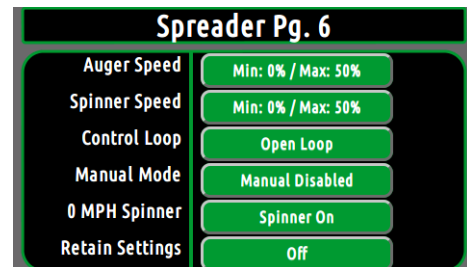 Spreader Pg. 6
Auger Speed Min: 0% / Max: 50%
Spinner Speed Min: 0% / Max: 50%
Control Loop Open Loop
Manual Mode Manual Disabled
0 MPH Spinner Spinner On
Retain Settings Off